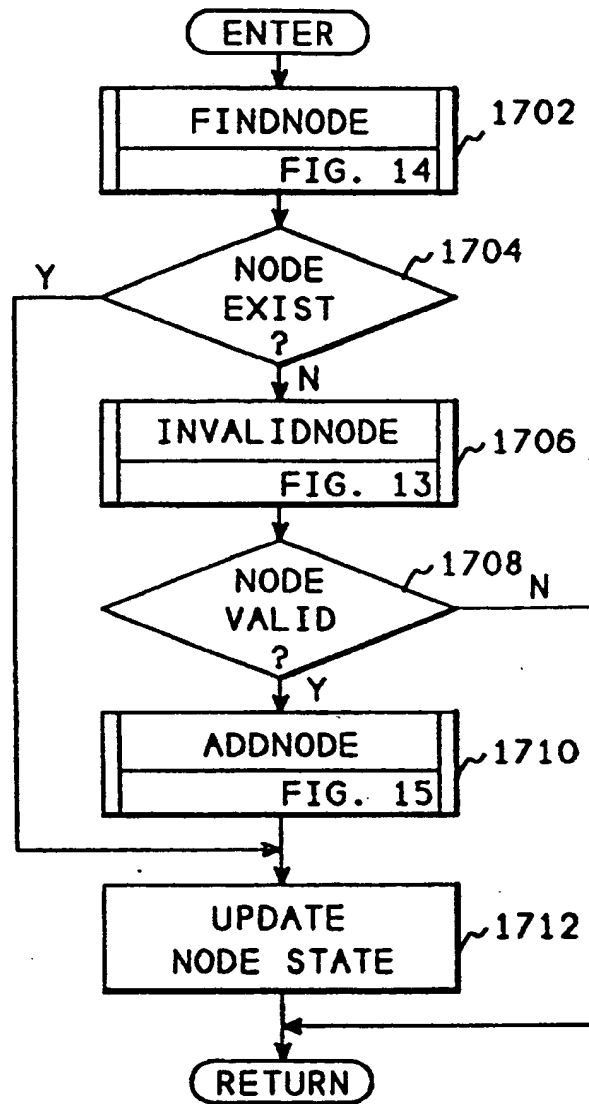 ENTER
FINDNODE
FIG. 14
1702
NODE
EXIST
?
1704
Y
N
INVALIDNODE
FIG. 13
1706
NODE
VALID
?
1708
N
Y
ADDNODE
FIG. 15
1710
UPDATE
NODE STATE
1712
RETURN